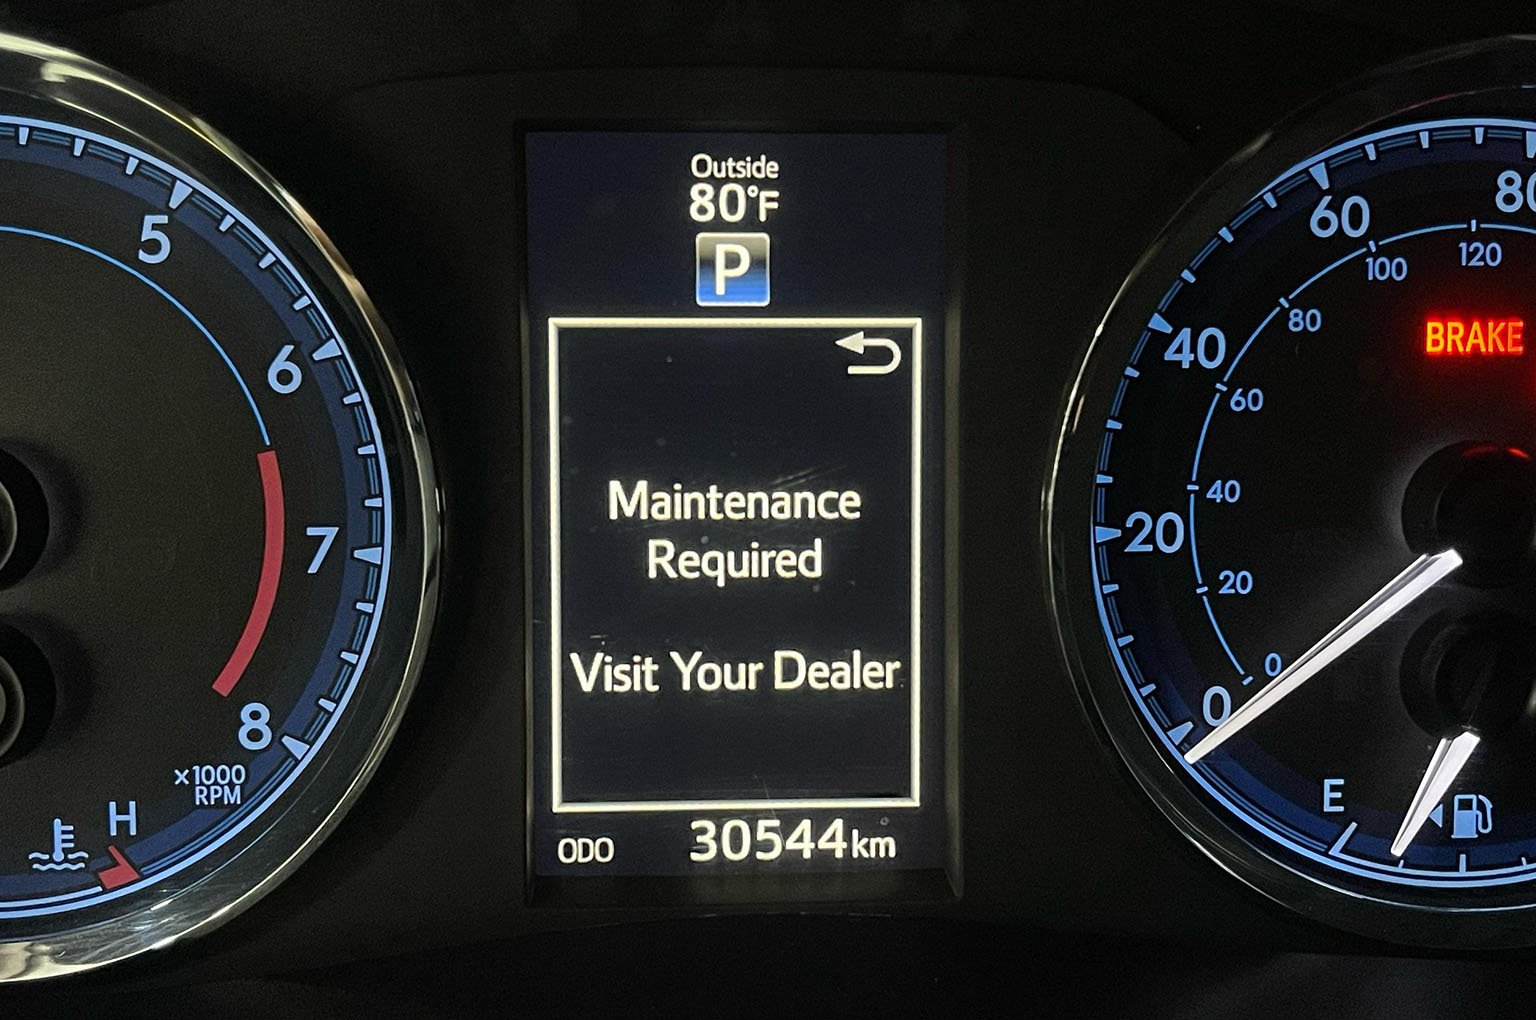 5
6
7
8
x1000
RPM
H
Outside
80°F
P
Maintenance
Required
Visit Your Dealer
ODO 30544km
80
60
40
20
0
120
100
80
60
40
20
0
BRAKE
E